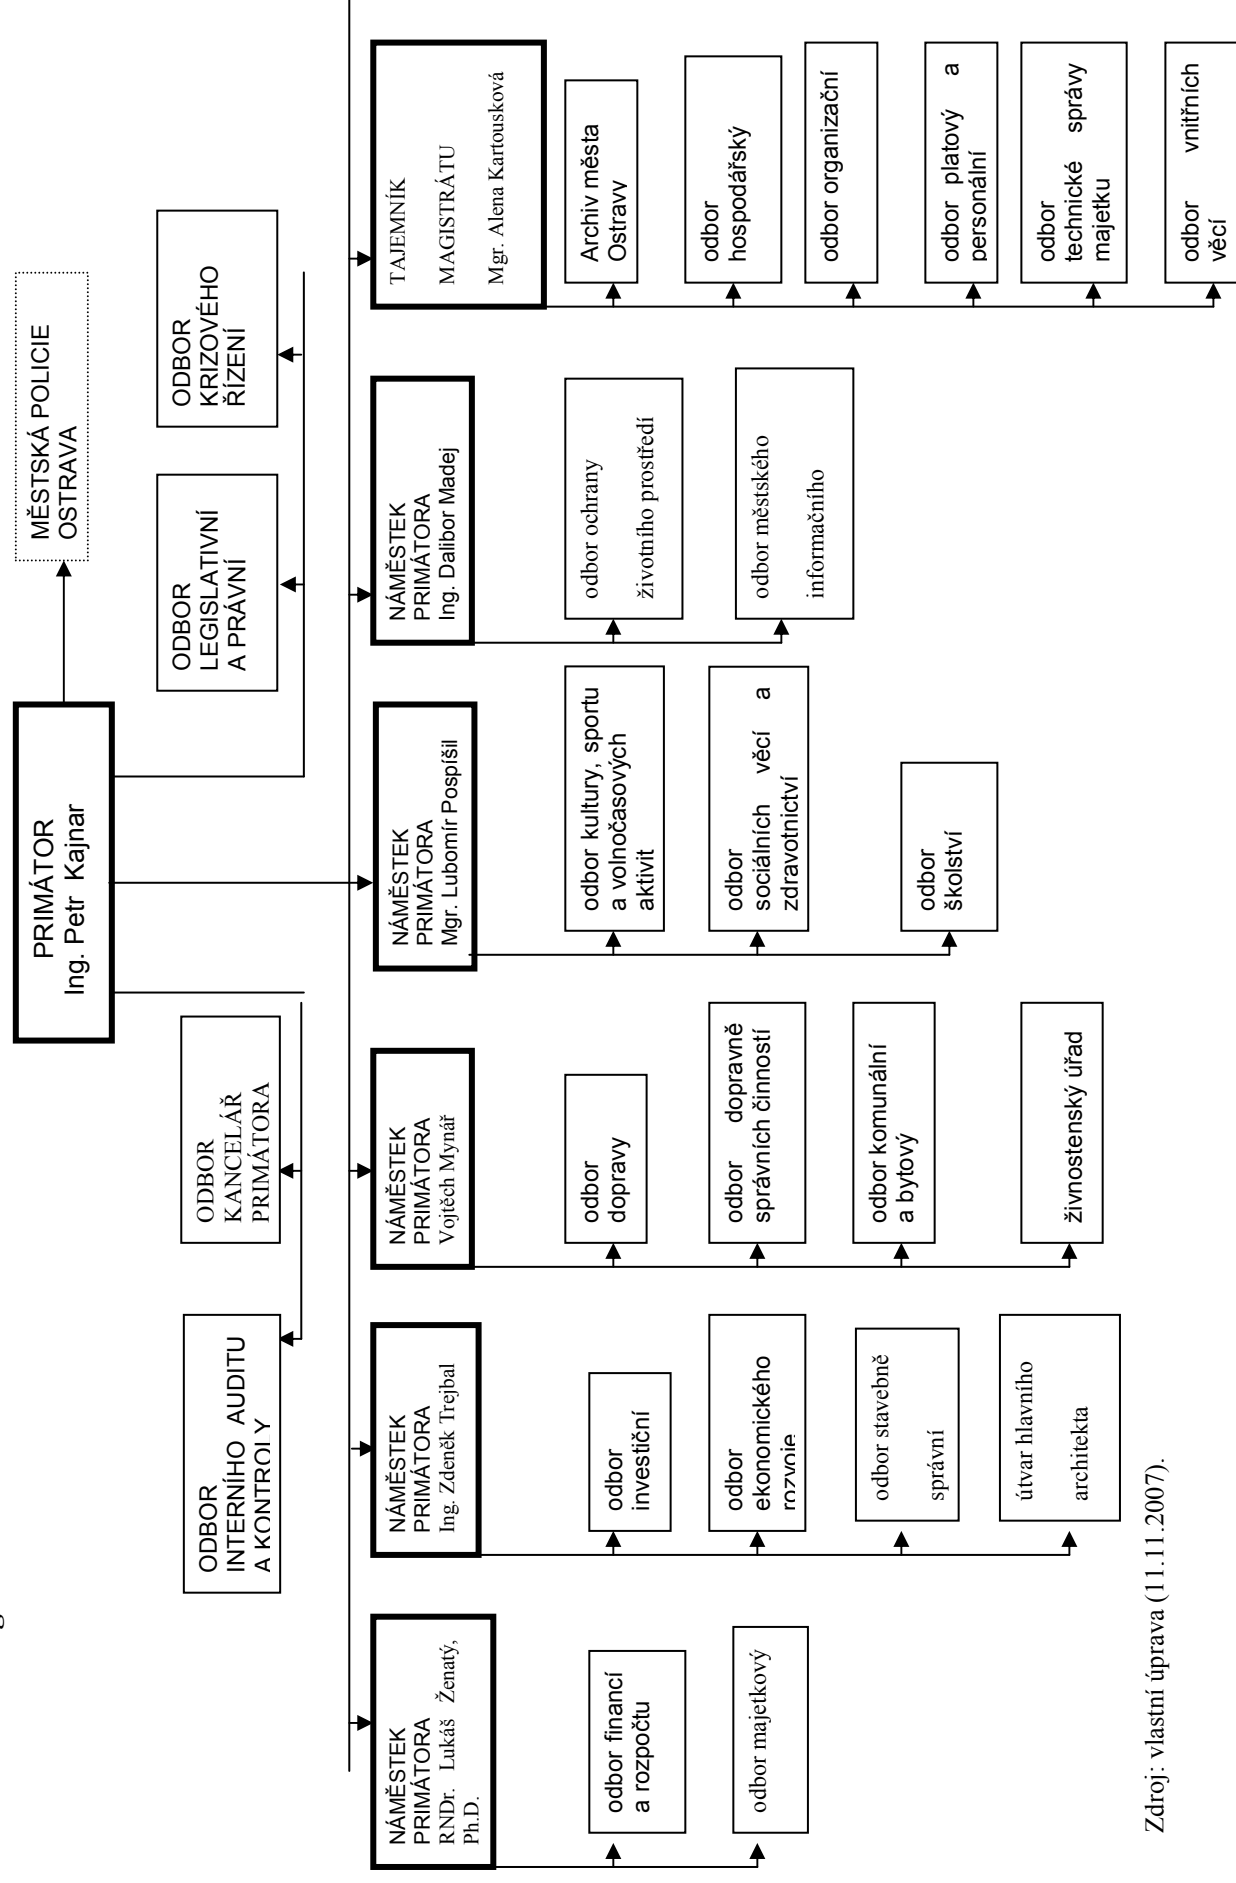 PRIMÁTOR
Ing. Petr Kajnar
MĚSTSKÁ POLICIE
OSTRAVA
ODBOR
INTERNÍHO AUDITU
A KONTROLY
ODBOR
KANCELÁŘ
PRIMÁTORA
ODBOR
LEGISLATIVNÍ
A PRÁVNÍ
ODBOR
KRIZOVÉHO
ŘÍZENÍ
NÁMĚSTEK
PRIMÁTORA
RNDr. Lukáš Ženatý,
Ph.D.
NÁMĚSTEK
PRIMÁTORA
Ing. Zdeněk Trejbal
NÁMĚSTEK
PRIMÁTORA
Vojtěch Mynář
NÁMĚSTEK
PRIMÁTORA
Mgr. Lubomír Pospíšil
NÁMĚSTEK
PRIMÁTORA
Ing. Dalibor Madej
TAJEMNÍK
MAGISTRÁTU
Mgr. Alena Kartousková
odbor financí
a rozpočtu
odbor majetkový
odbor
investiční
odbor
ekonomického
rozvoje
odbor stavebně
správní
útvar hlavního
architekta
odbor
dopravy
odbor dopravně
správních činností
odbor komunální
a bytový
živnostenský úřad
odbor kultury, sportu
a volnočasových
aktivit
odbor
sociálních věcí a
zdravotnictví
odbor
školství
odbor ochrany
životního prostředí
odbor městského
informačního
Archiv města
Ostravy
odbor
hospodářský
odbor organizační
odbor platový a
personální
odbor
technické správy
majetku
odbor vnitřních
věcí
Zdroj: vlastní úprava (11.11.2007).